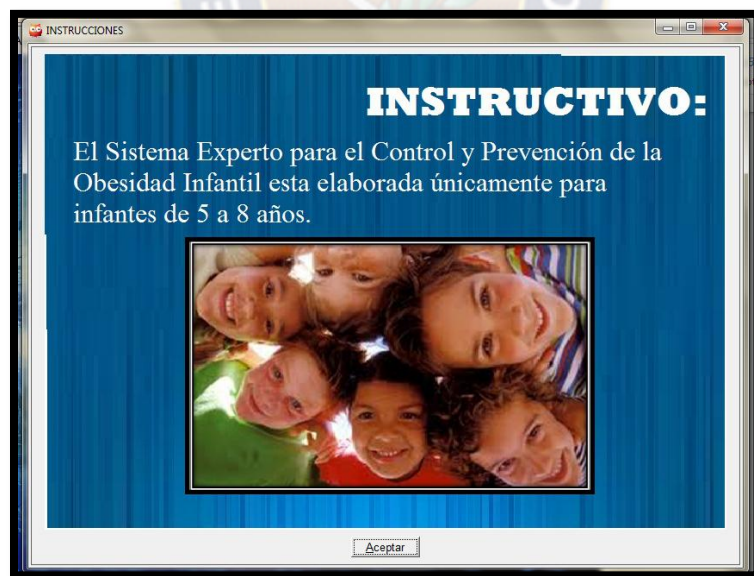 INSTRUCCIONES
INSTRUCTIVO:
El Sistema Experto para el Control y Prevención de la
Obesidad Infantil esta elaborada únicamente para
infantes de 5 a 8 años.
Aceptar